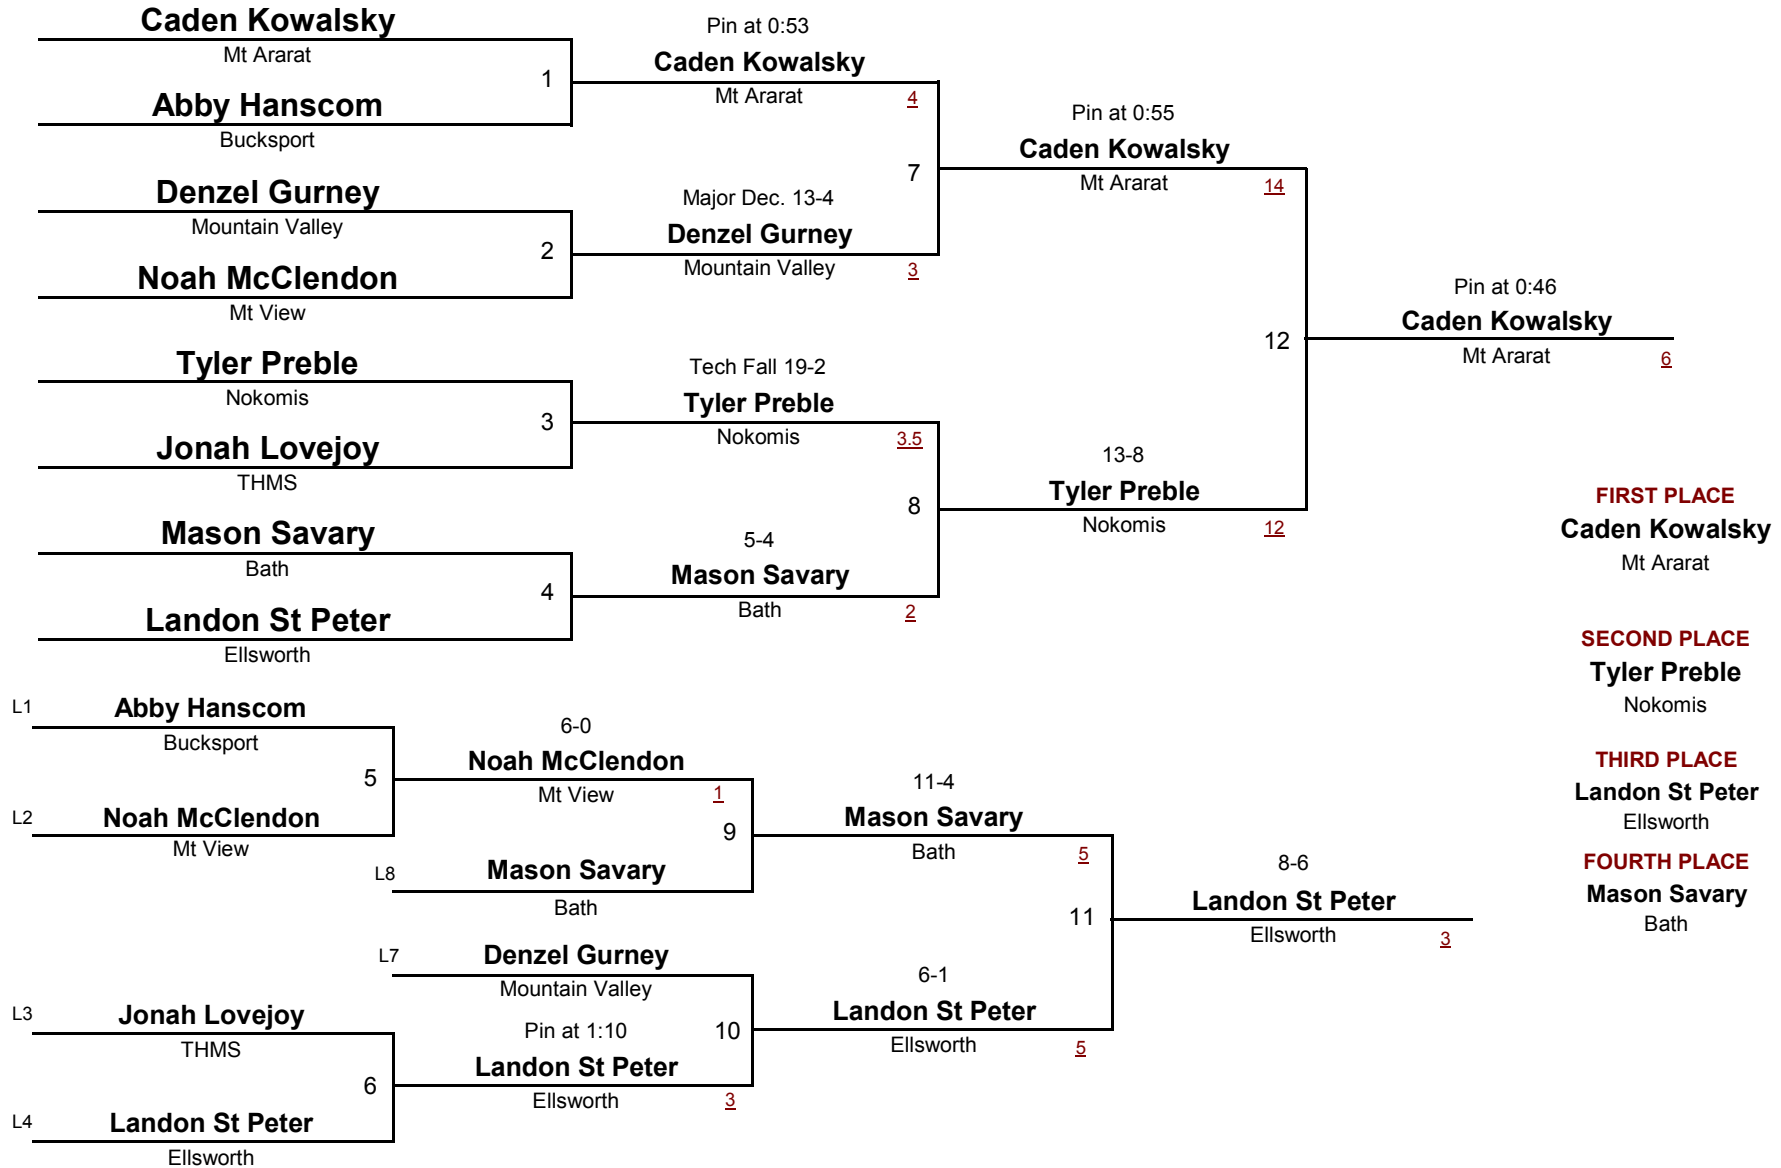 Caden Kowalsky
Mt Ararat
1
Abby Hanscom
Bucksport
Pin at 0:53
Caden Kowalsky
Mt Ararat
4
Denzel Gurney
Mountain Valley
2
Noah McClendon
Mt View
Major Dec. 13-4
Denzel Gurney
Mountain Valley
3
7
Pin at 0:55
Caden Kowalsky
Mt Ararat
14
Tyler Preble
Nokomis
3
Jonah Lovejoy
THMS
Tech Fall 19-2
Tyler Preble
Nokomis
3.5
Mason Savary
Bath
4
Landon St Peter
Ellsworth
5-4
Mason Savary
Bath
2
8
13-8
Tyler Preble
Nokomis
12
12
Pin at 0:46
Caden Kowalsky
Mt Ararat
6
FIRST PLACE
Caden Kowalsky
Mt Ararat
SECOND PLACE
Tyler Preble
Nokomis
THIRD PLACE
Landon St Peter
Ellsworth
FOURTH PLACE
Mason Savary
Bath
L1
Abby Hanscom
Bucksport
5
L2
Noah McClendon
Mt View
6-0
Noah McClendon
Mt View
1
9
L8
Mason Savary
Bath
11-4
Mason Savary
Bath
5
L7
Denzel Gurney
Mountain Valley
L3
Jonah Lovejoy
THMS
6
L4
Landon St Peter
Ellsworth
Pin at 1:10
Landon St Peter
Ellsworth
3
10
6-1
Landon St Peter
Ellsworth
5
11
8-6
Landon St Peter
Ellsworth
3